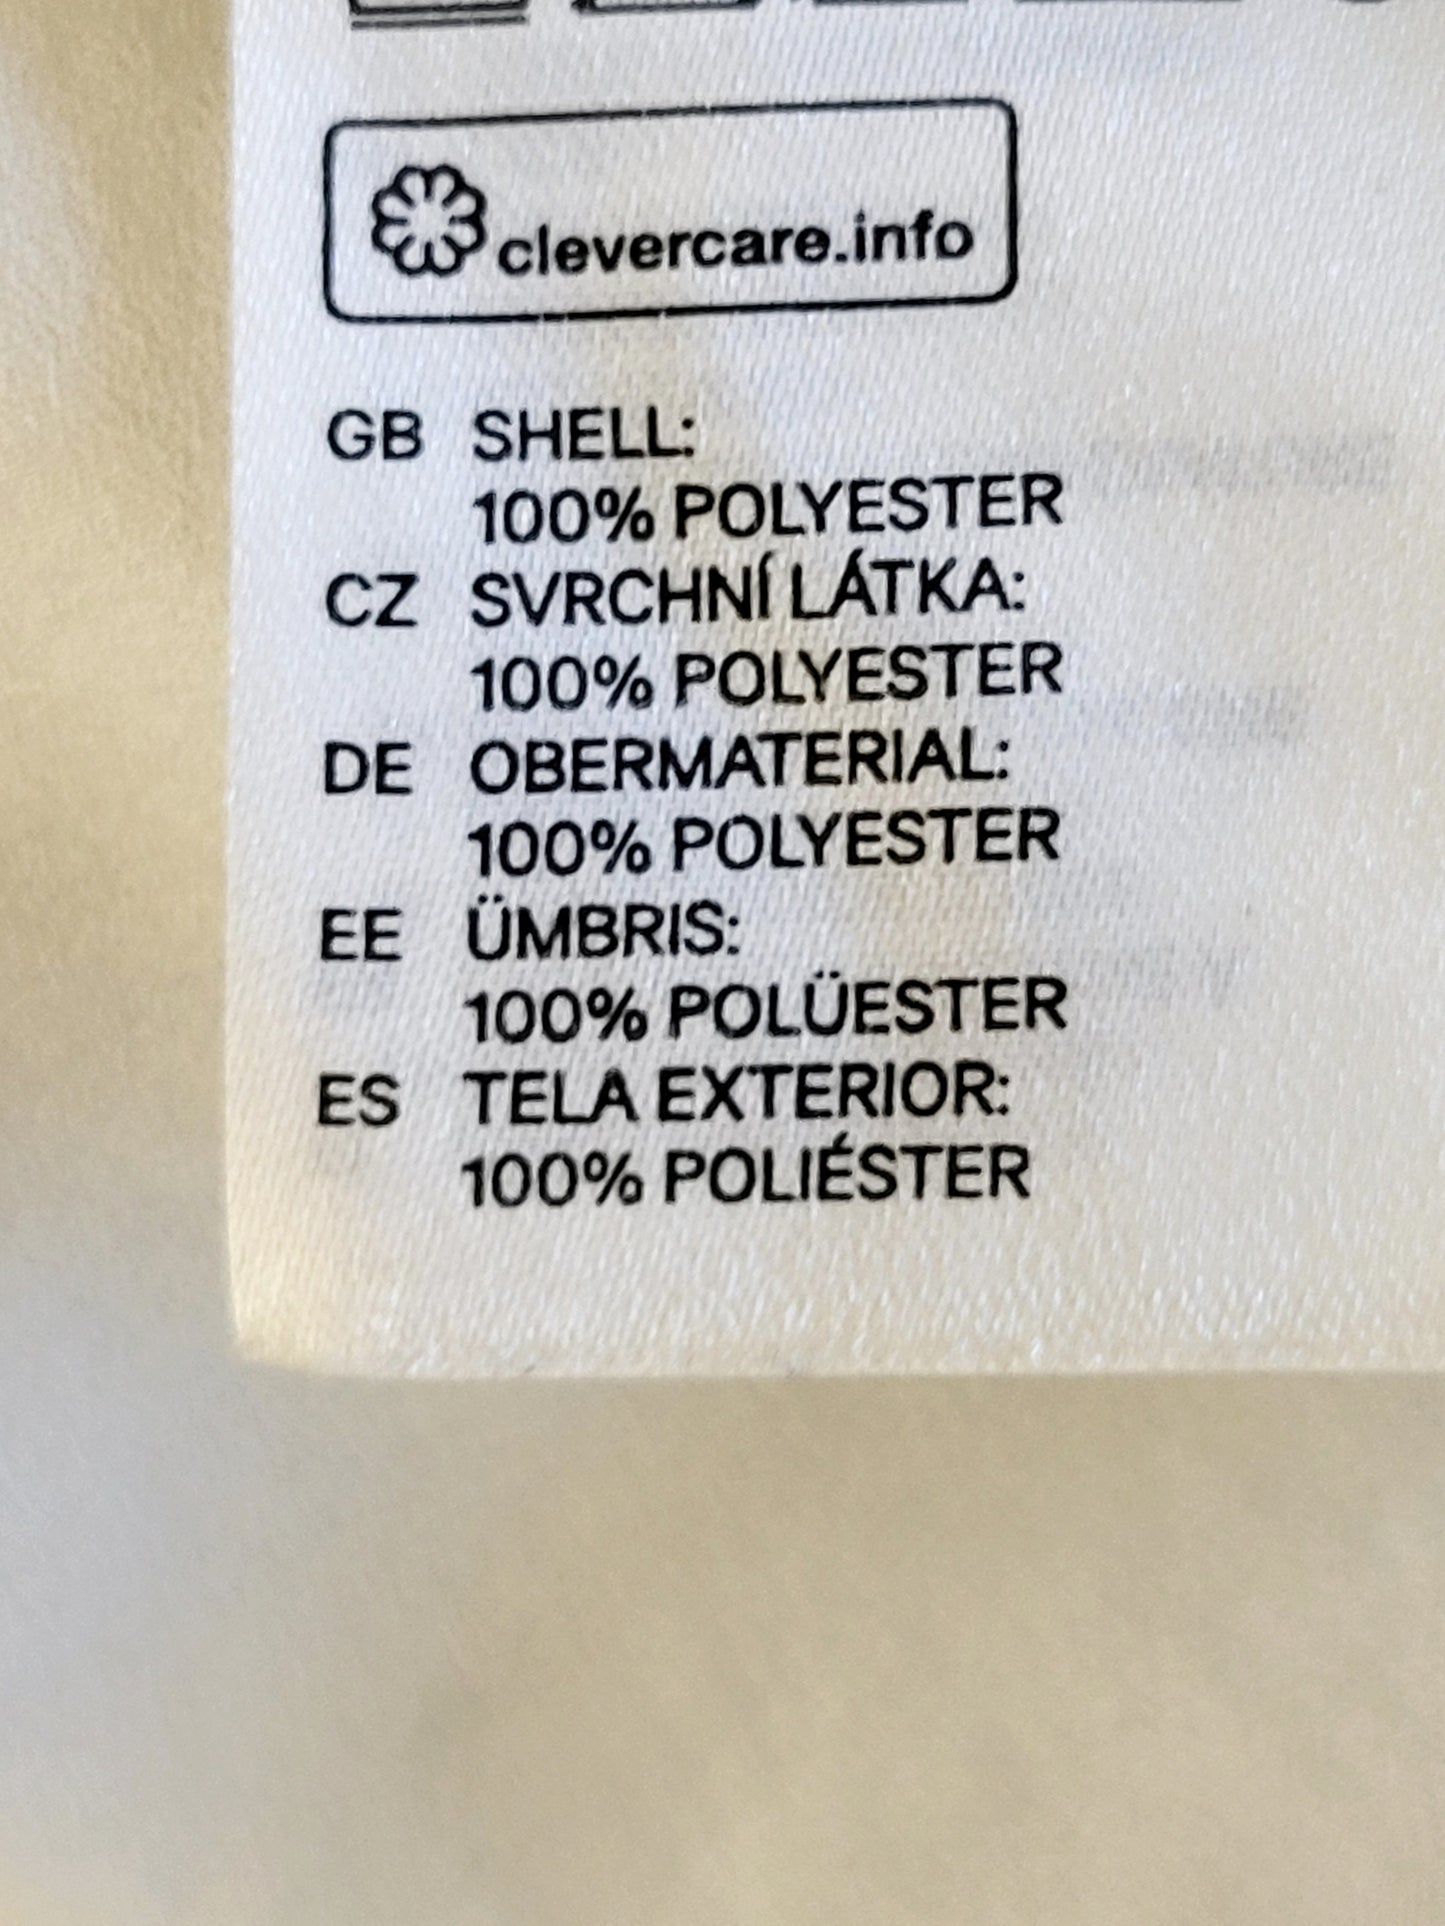 clevercare.info
GB SHELL:
100% POLYESTER
CZ SVRCHNÍ LÁTKA:
100% POLYESTER
DE OBERMATERIAL:
100% POLYESTER
EE ÜMBRIS:
100% POLÜESTER
ES TELA EXTERIOR:
100% POLIÉSTER